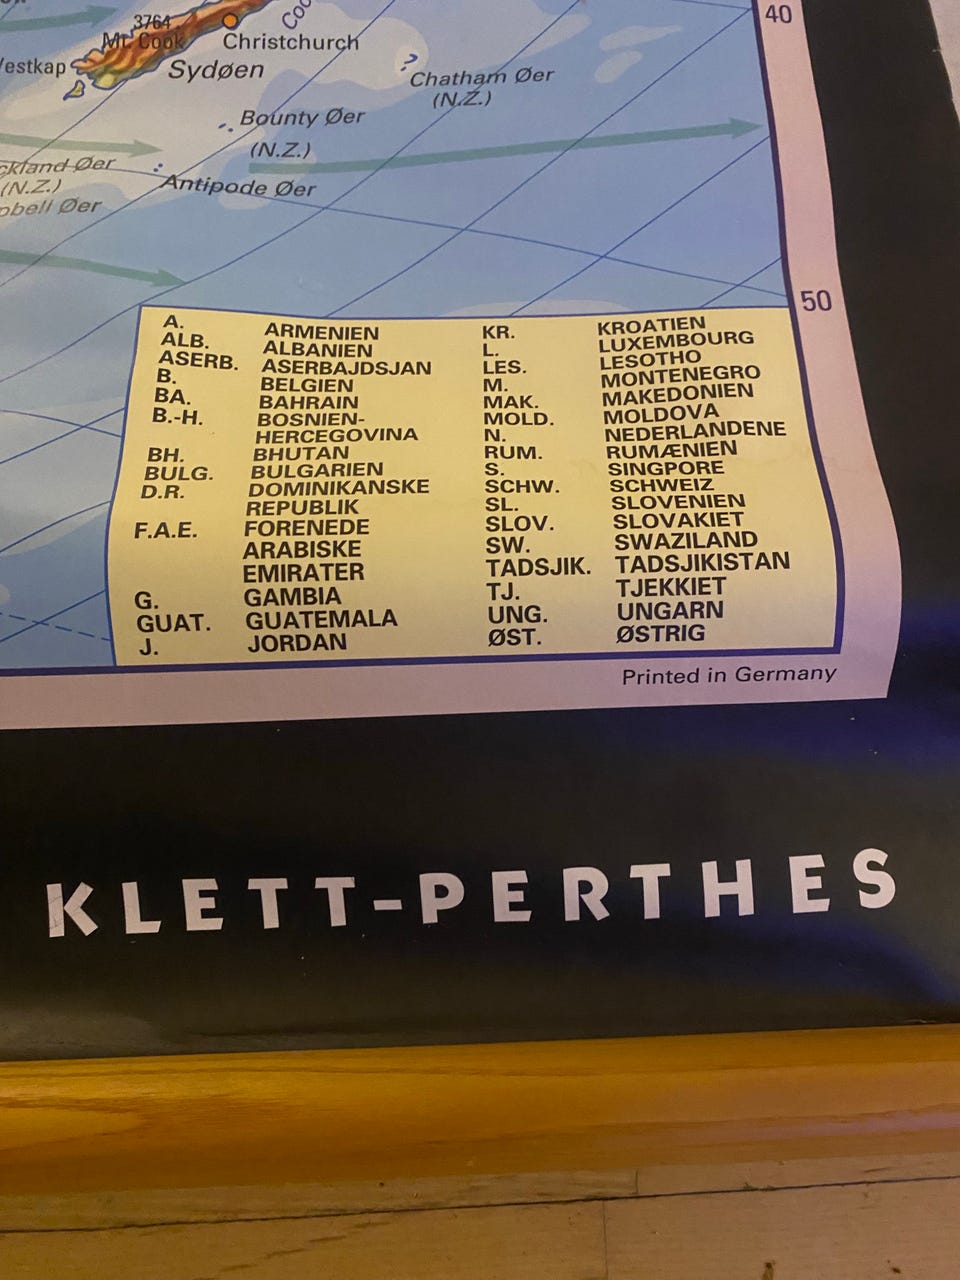 40
3764
Mt. Cook
Christchurch
Sydøen
Chatham Øer
(N.Z.)
Bounty Øer
(N.Z.)
Antipode Øer
Øer
(N.Z.)
Øer
50
A. ARMENIEN
ALB. ALBANIEN
ASERB. ASERBAJDSJAN
B. BELGIEN
BA. BAHRAIN
B.-H. BOSNIEN-
HERCEGOVINA
BH. BHUTAN
BULG. BULGARIEN
D.R. DOMINIKANSKE
REPUBLIK
F.A.E. FORENEDE
ARABISKE
EMIRATER
G. GAMBIA
GUAT. GUATEMALA
J. JORDAN
KR. KROATIEN
L. LUXEMBOURG
LES. LESOTHO
M. MONTENEGRO
MAK. MAKEDONIEN
MOLD. MOLDOVA
N. NEDERLANDENE
RUM. RUMÆNIEN
S. SINGPORE
SCHW. SCHWEIZ
SL. SLOVENIEN
SLOV. SLOVAKIET
SW. SWAZILAND
TADSJIK. TADSJIKISTAN
TJ. TJEKKIET
UNG. UNGARN
ØST. ØSTRIG
Printed in Germany
KLETT-PERTHES